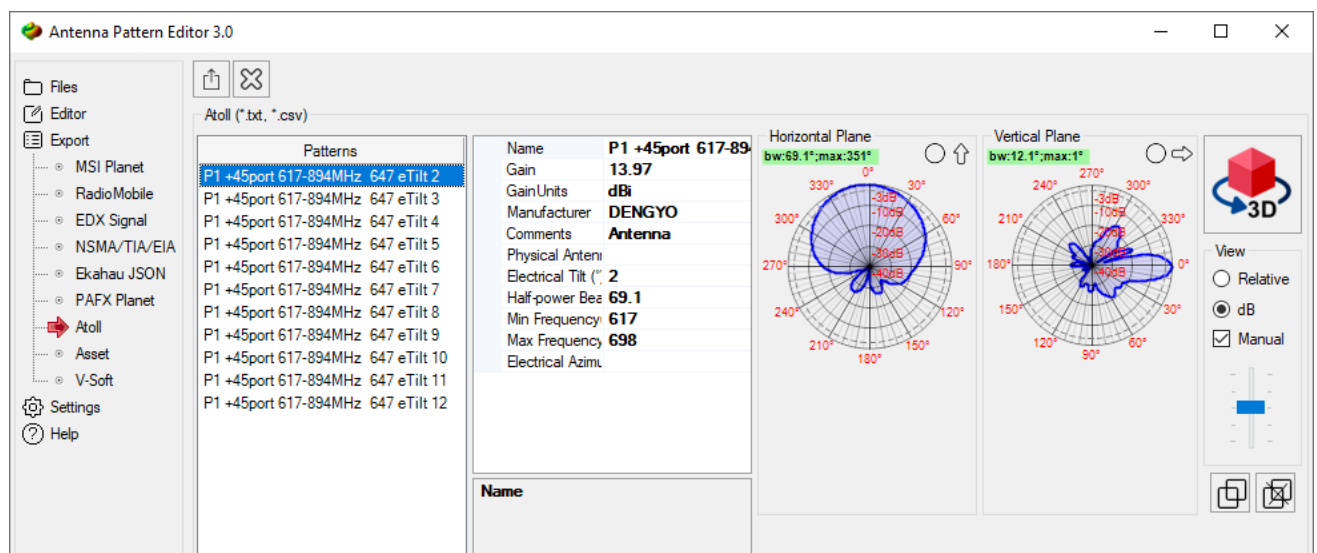 Antenna Pattern Editor 3.0
Files
Editor
Export
MSI Planet
RadioMobile
EDX Signal
NSMA/TIA/EIA
Ekahau JSON
PAFX Planet
Atoll
Asset
V-Soft
Settings
Help
Atoll (*.txt, *.csv)
Patterns
P1 +45port 617-894MHz 647 eTilt 2
P1 +45port 617-894MHz 647 eTilt 3
P1 +45port 617-894MHz 647 eTilt 4
P1 +45port 617-894MHz 647 eTilt 5
P1 +45port 617-894MHz 647 eTilt 6
P1 +45port 617-894MHz 647 eTilt 7
P1 +45port 617-894MHz 647 eTilt 8
P1 +45port 617-894MHz 647 eTilt 9
P1 +45port 617-894MHz 647 eTilt 10
P1 +45port 617-894MHz 647 eTilt 11
P1 +45port 617-894MHz 647 eTilt 12
Name P1 +45port 617-89
Gain 13.97
GainUnits dBi
Manufacturer DENGYO
Comments Antenna
Physical Antenn
Electrical Tilt (° 2
Half-power Bea 69.1
Min Frequency 617
Max Frequency 698
Electrical Azimu
Name
Horizontal Plane
bw:69.1°;max:351°
0°
330° 30°
-3dB
-10dB
300° 60°
-20dB
-30dB
270° 90°
-40dB
240° 120°
210° 150°
180°
Vertical Plane
bw:12.1°;max:1°
270°
240° 300°
-3dB
-10dB
210° 330°
-20dB
-30dB
180° 0°
-40dB
150° 30°
120° 60°
90°
3D
View
Relative
dB
Manual